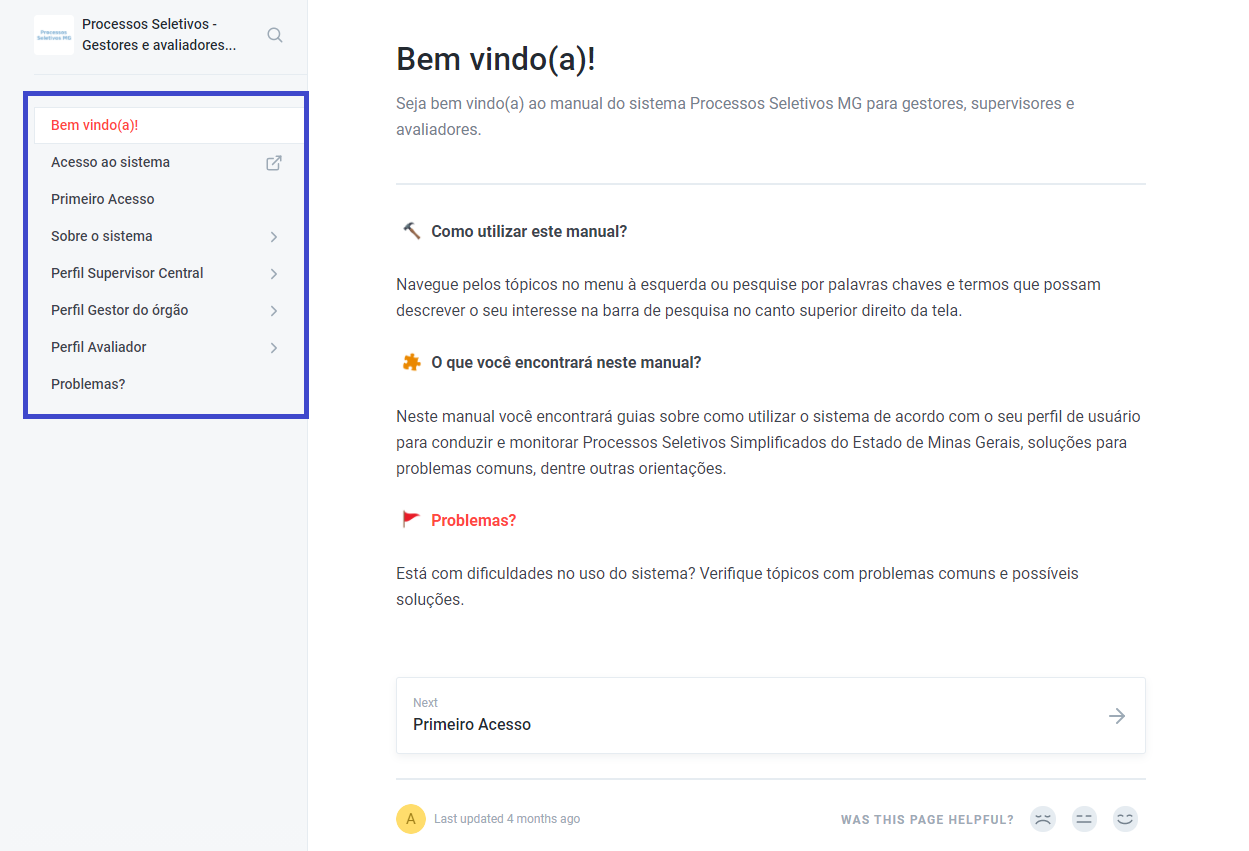 Processos
Seletivos MG
Processos Seletivos -
Gestores e avaliadores...
Bem vindo(a)!
Acesso ao sistema
Primeiro Acesso
Sobre o sistema
Perfil Supervisor Central
Perfil Gestor do órgão
Perfil Avaliador
Problemas?
Bem vindo(a)!
Seja bem vindo(a) ao manual do sistema Processos Seletivos MG para gestores, supervisores e
avaliadores.
Como utilizar este manual?
Navegue pelos tópicos no menu à esquerda ou pesquise por palavras chaves e termos que possam
descrever o seu interesse na barra de pesquisa no canto superior direito da tela.
O que você encontrará neste manual?
Neste manual você encontrará guias sobre como utilizar o sistema de acordo com o seu perfil de usuário
para conduzir e monitorar Processos Seletivos Simplificados do Estado de Minas Gerais, soluções para
problemas comuns, dentre outras orientações.
Problemas?
Está com dificuldades no uso do sistema? Verifique tópicos com problemas comuns e possíveis
soluções.
Next
Primeiro Acesso
A
Last updated 4 months ago
WAS THIS PAGE HELPFUL?